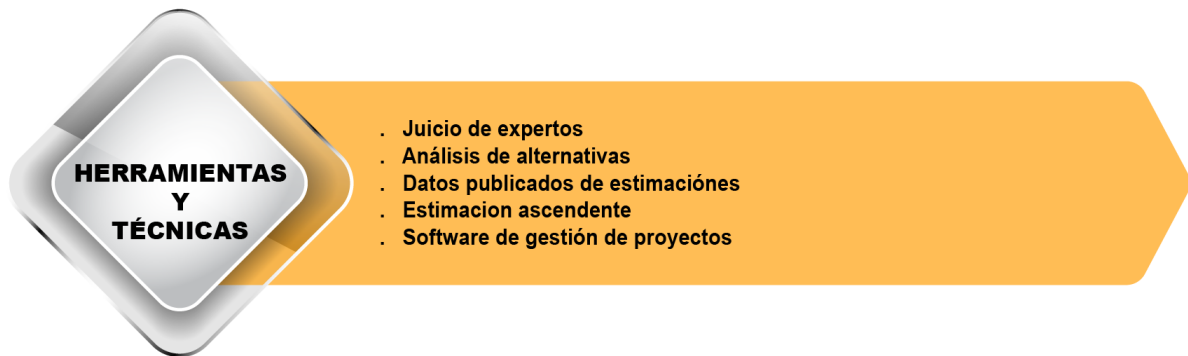 HERRAMIENTAS
Y
TÉCNICAS
. Juicio de expertos
. Análisis de alternativas
. Datos publicados de estimaciónes
. Estimacion ascendente
. Software de gestión de proyectos